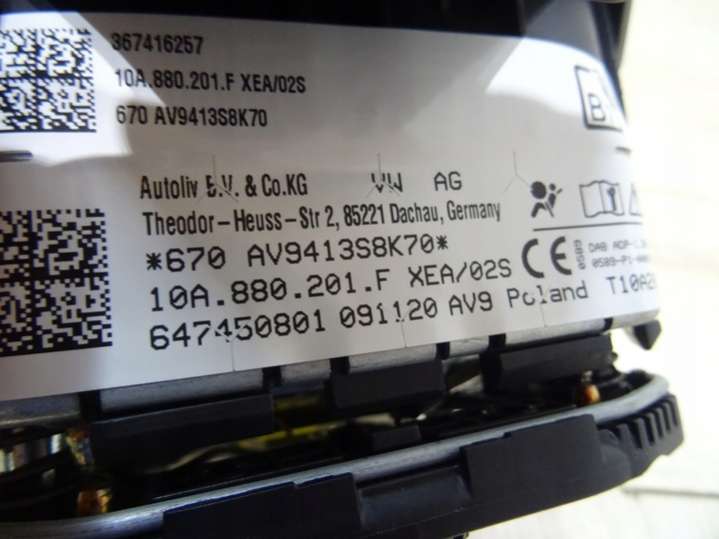 367416257
10A.880.201.F XEA/02S
670 AV9413S8K70
B
Autoliv B.V. & Co.KG VW AG
Theodor-Heuss-Str 2, 85221 Dachau, Germany
*670 AV9413S8K70*
10A.880.201.F XEA/02S
CE
647450801 091120 AV9 Poland